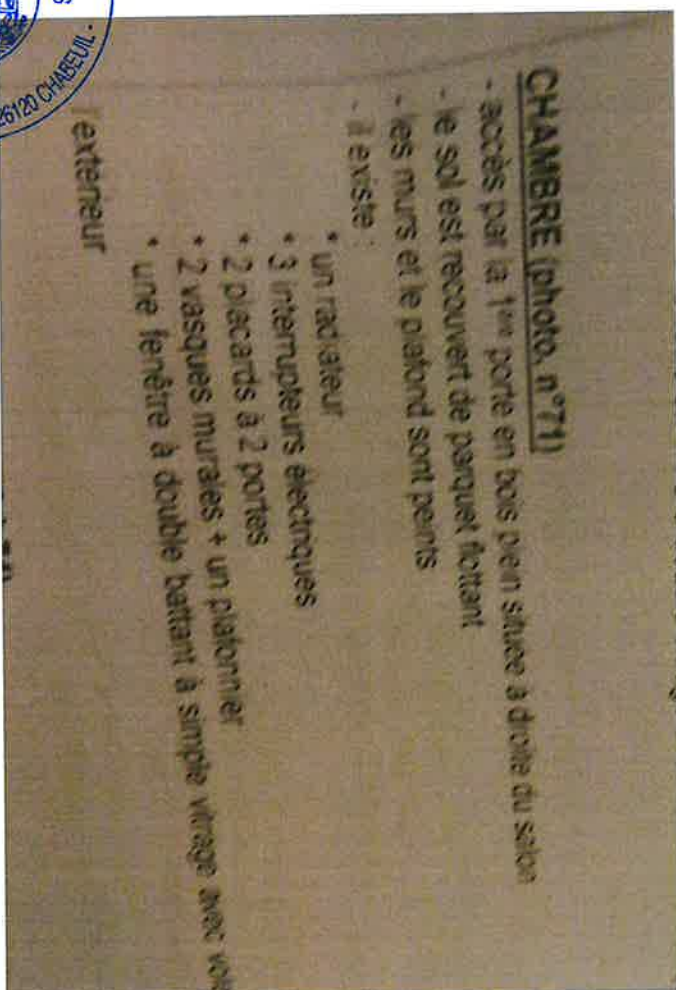 26120 CHABEUIL -
CHAMBRE (photo. n°71)
- accès par la 1ère porte en bois plein située à droite du salon
- le sol est recouvert de parquet flottant
- les murs et le plafond sont peints
- il existe :
* un radiateur
* 3 interrupteurs électriques
* 2 placards à 2 portes
* 2 vasques murales + un plafonnier
* une fenêtre à double battant à simple vitrage avec
l'extérieur